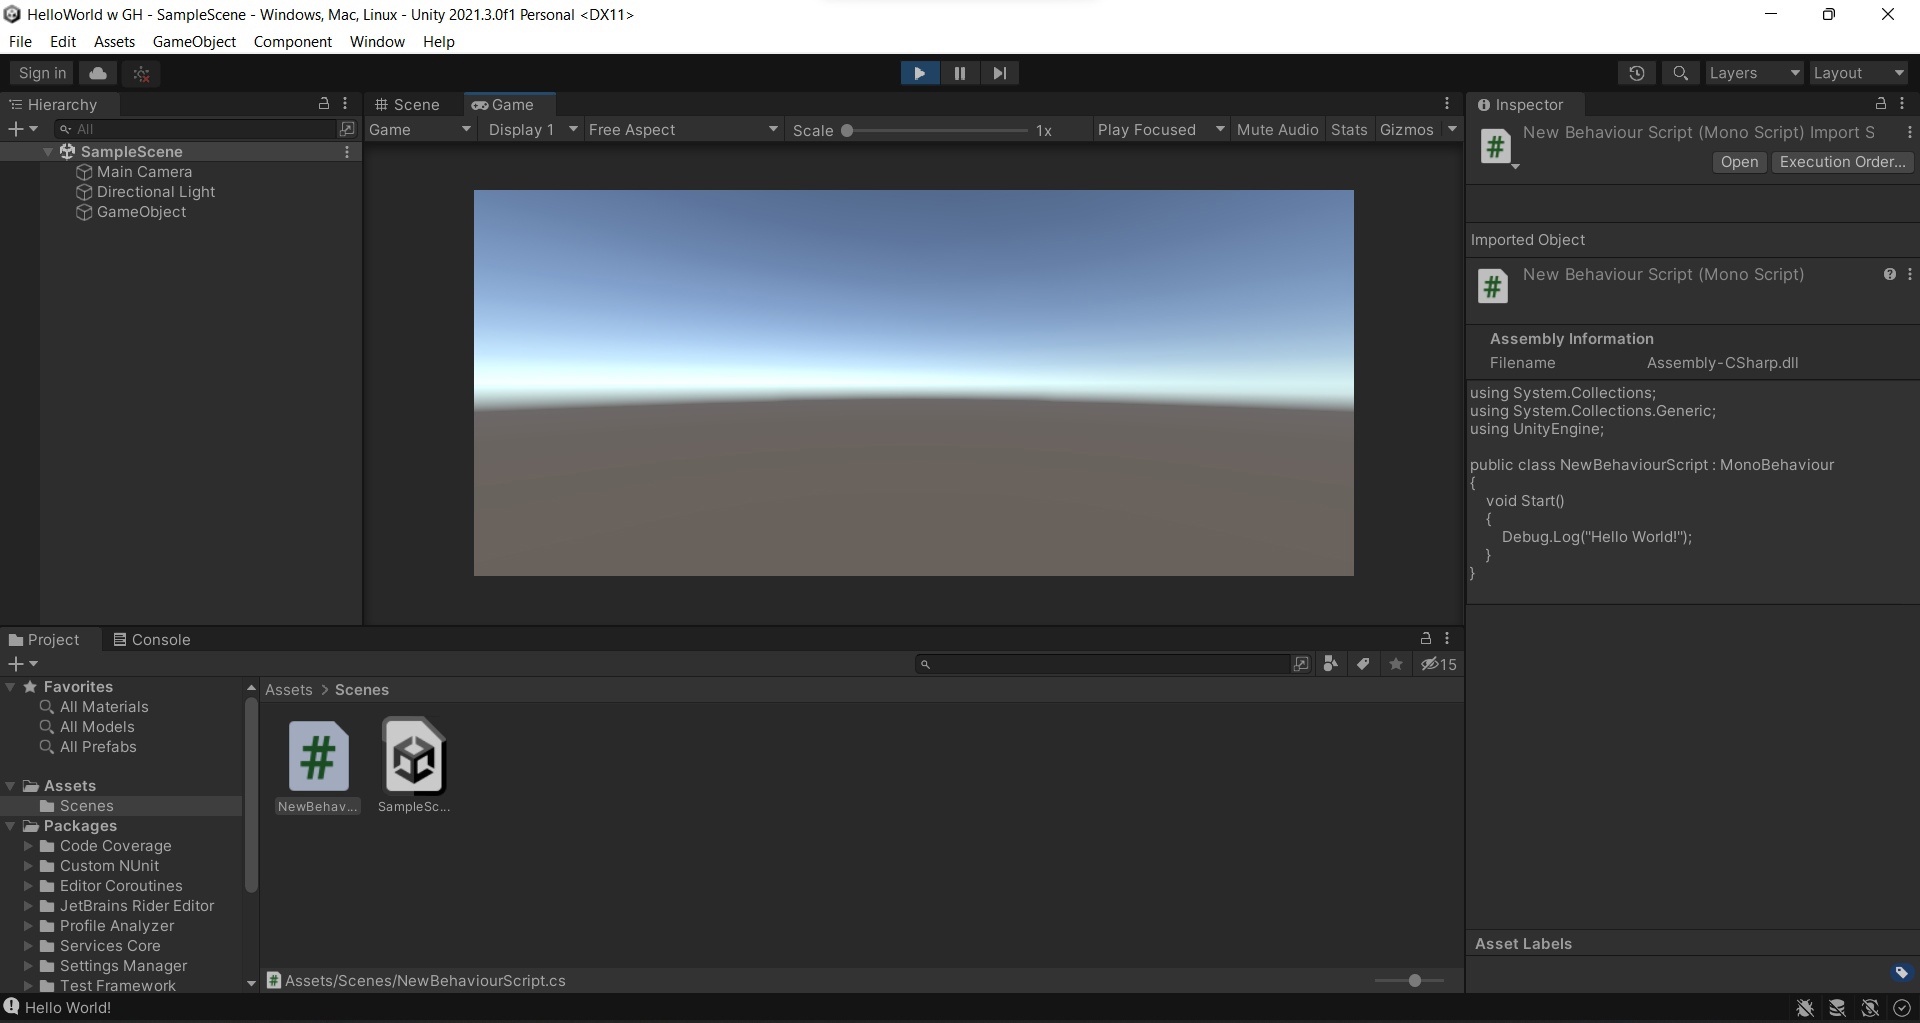 HelloWorld w GH - SampleScene - Windows, Mac, Linux - Unity 2021.3.0f1 Personal <DX11>
File Edit Assets GameObject Component Window Help
Sign in
Layers
Layout
Hierarchy
All
SampleScene
Main Camera
Directional Light
GameObject
Scene
Game
Game
Display 1
Free Aspect
Scale
1x
Play Focused
Mute Audio
Stats
Gizmos
Inspector
New Behaviour Script (Mono Script) Import S
Open
Execution Order...
Imported Object
New Behaviour Script (Mono Script)
Assembly Information
Filename Assembly-CSharp.dll
using System.Collections;
using System.Collections.Generic;
using UnityEngine;
public class NewBehaviourScript : MonoBehaviour
{
void Start()
{
Debug.Log("Hello World!");
}
}
Asset Labels
Project
Console
15
Favorites
All Materials
All Models
All Prefabs
Assets
Scenes
Packages
Code Coverage
Custom NUnit
Editor Coroutines
JetBrains Rider Editor
Profile Analyzer
Services Core
Settings Manager
Test Framework
Assets > Scenes
NewBehav...
SampleSc...
Assets/Scenes/NewBehaviourScript.cs
Hello World!